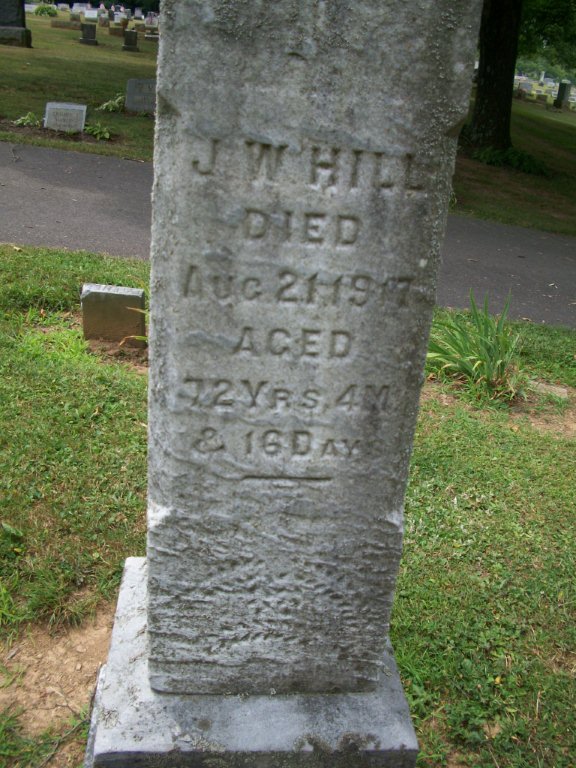 J W HILL
DIED
AUG 21, 1917
AGED
72 YRS, 4 M
& 16 DAYS